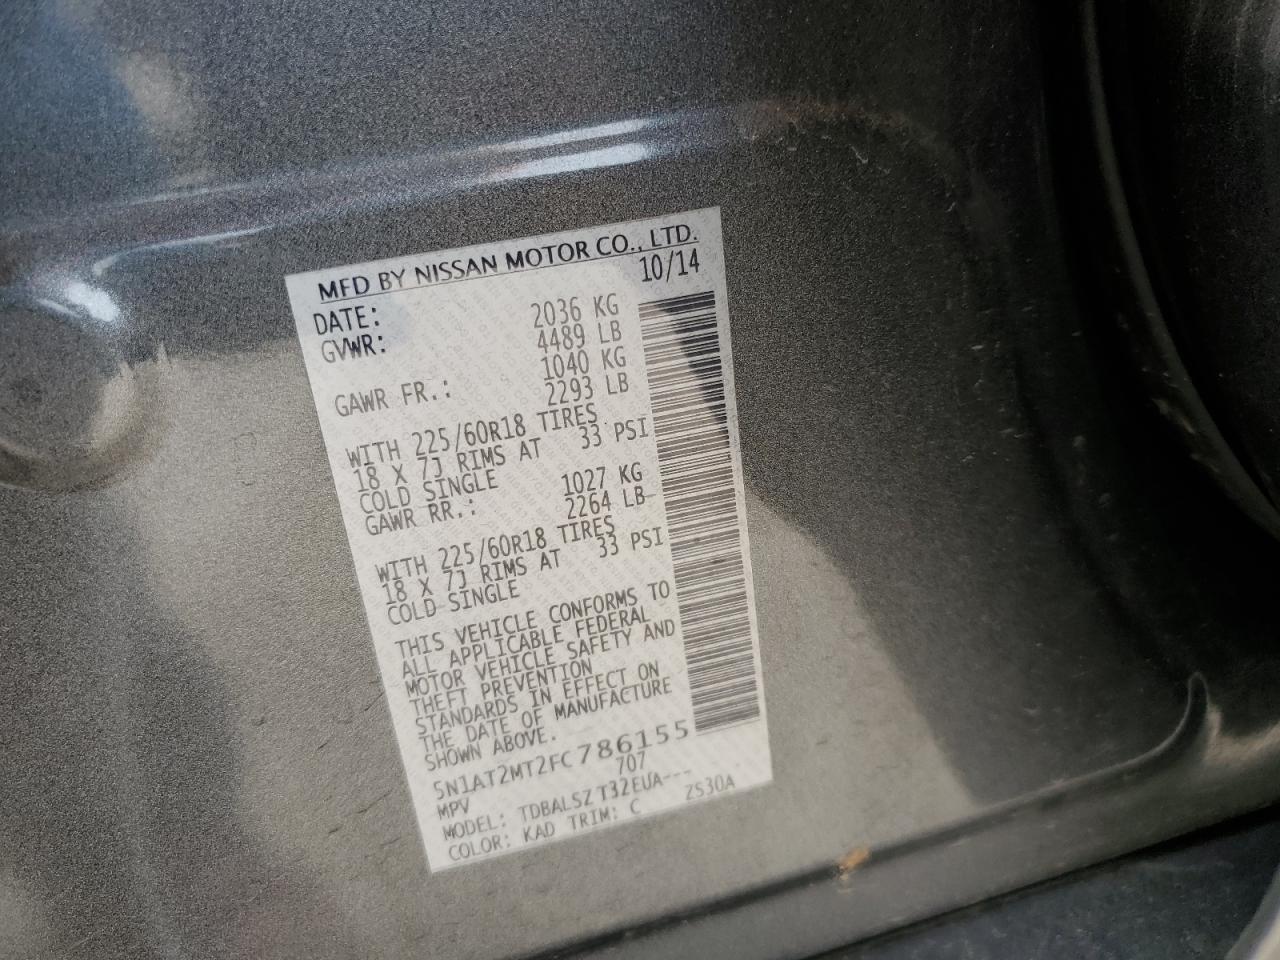 MFD BY NISSAN MOTOR CO., LTD.
DATE: 10/14
GVWR: 2036 KG
4489 LB
GAWR FR.: 1040 KG
2293 LB
WITH 225/60R18 TIRES
18 X 7J RIMS AT 33 PSI
COLD SINGLE
GAWR RR.: 1027 KG
2264 LB
WITH 225/60R18 TIRES
18 X 7J RIMS AT 33 PSI
COLD SINGLE
THIS VEHICLE CONFORMS TO
ALL APPLICABLE FEDERAL
MOTOR VEHICLE SAFETY AND
THEFT PREVENTION
STANDARDS IN EFFECT ON
THE DATE OF MANUFACTURE
SHOWN ABOVE.
5N1AT2MT2FC786155
MPV 707
MODEL: TDBALSZ T32EUA---
COLOR: KAD TRIM: C ZS30A